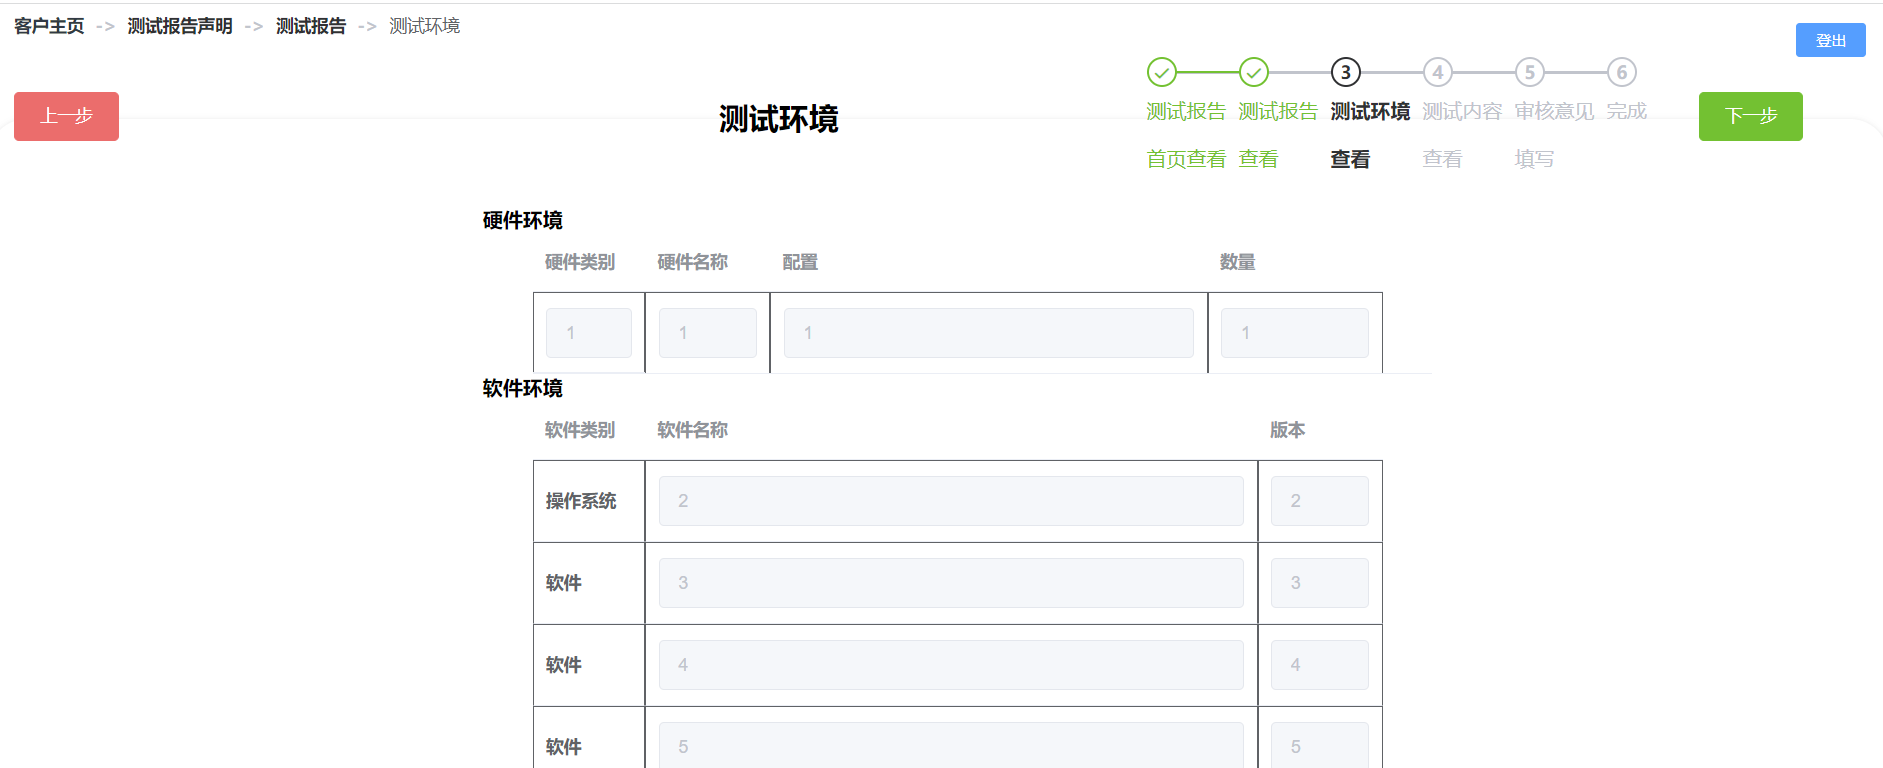 客户主页 -> 测试报告声明 -> 测试报告 -> 测试环境
登出
上一步
测试环境
3 4 5 6
测试报告 测试报告 测试环境 测试内容 审核意见 完成
首页查看 查看 查看 查看 填写
下一步
硬件环境
硬件类别 硬件名称 配置 数量
1 1 1 1
软件环境
软件类别 软件名称 版本
操作系统 2 2
软件 3 3
软件 4 4
软件 5 5